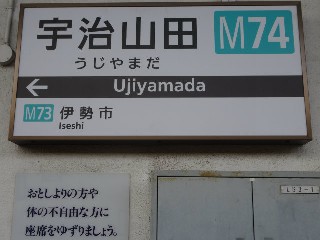 宇治山田 M74
うじやまだ
← Ujiyamada
M73 伊勢市
Iseshi
おとしよりの方や
体の不自由な方に
座席をゆずりましょう。